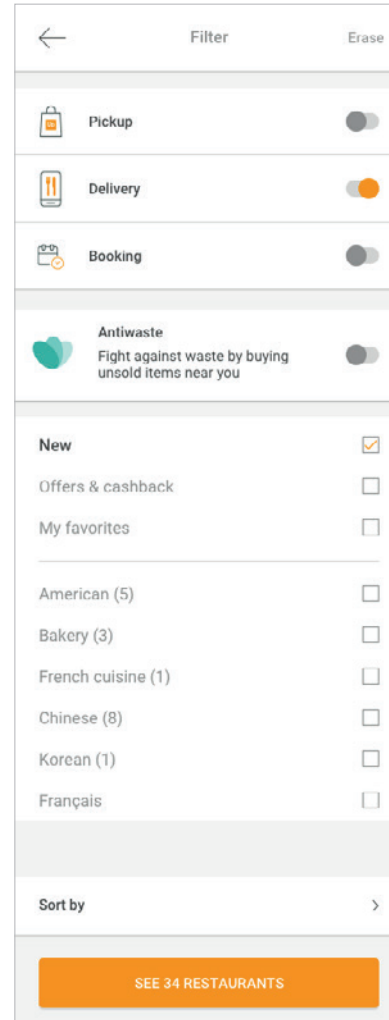 Filter
Erase
Pickup
Delivery
Booking
Antiwaste
Fight against waste by buying
unsold items near you
New
Offers & cashback
My favorites
American (5)
Bakery (3)
French cuisine (1)
Chinese (8)
Korean (1)
Français
Sort by
SEE 34 RESTAURANTS